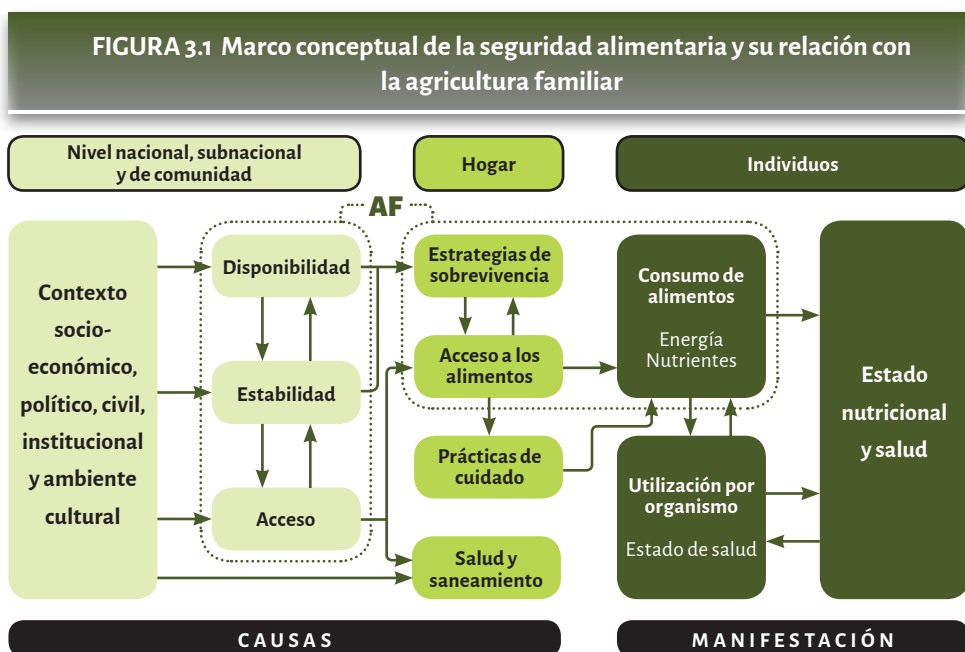 FIGURA 3.1 Marco conceptual de la seguridad alimentaria y su relación con
la agricultura familiar
Nivel nacional, subnacional
y de comunidad
Hogar
Individuos
AF
Contexto
socio-
económico,
político, civil,
institucional
y ambiente
cultural
Disponibilidad
Estabilidad
Acceso
Estrategias de
sobrevivencia
Acceso a los
alimentos
Prácticas de
cuidado
Salud y
saneamiento
Consumo de
alimentos
Energía
Nutrientes
Utilización por
organismo
Estado de salud
Estado
nutricional
y salud
CAUSAS
MANIFESTACIÓN